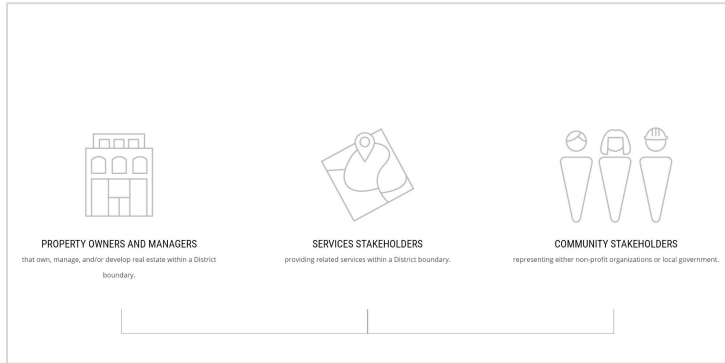 PROPERTY OWNERS AND MANAGERS
that own, manage, and/or develop real estate within a District
boundary.
SERVICES STAKEHOLDERS
providing related services within a District boundary.
COMMUNITY STAKEHOLDERS
representing either non-profit organizations or local government.